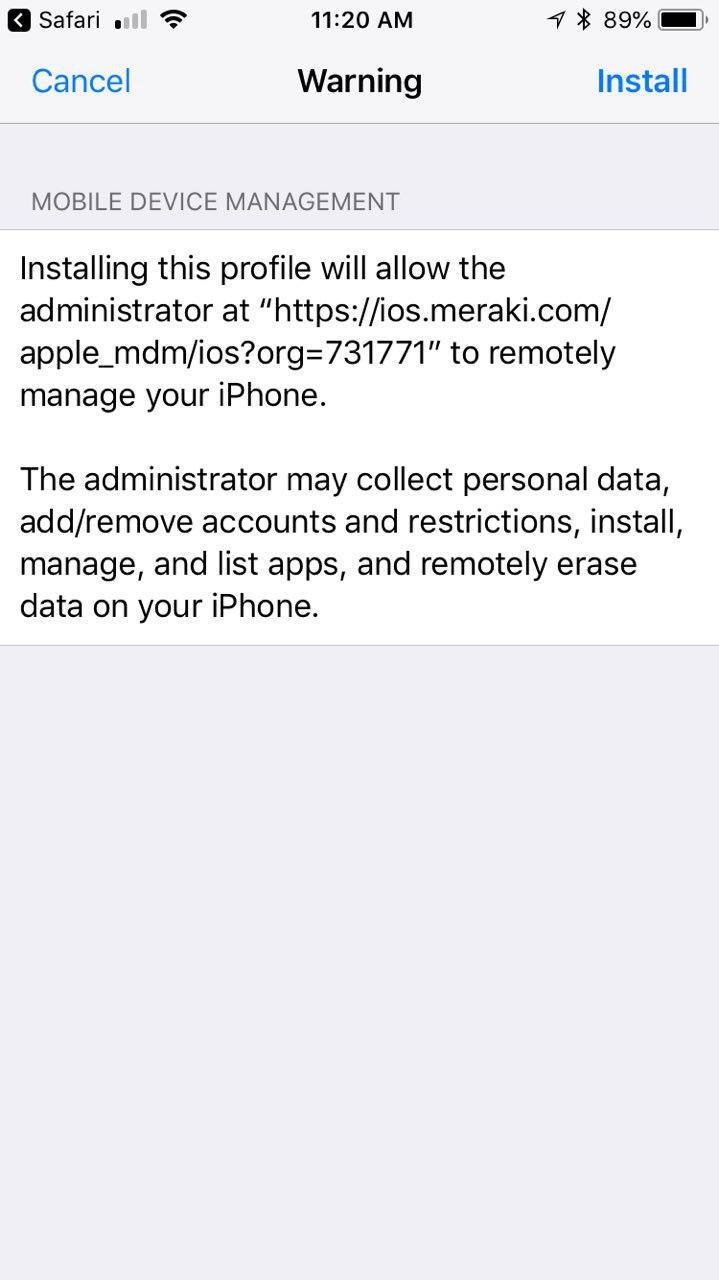 Safari 11:20 AM 89%
Cancel Warning Install
MOBILE DEVICE MANAGEMENT
Installing this profile will allow the
administrator at “https://ios.meraki.com/
apple_mdm/ios?org=731771” to remotely
manage your iPhone.
The administrator may collect personal data,
add/remove accounts and restrictions, install,
manage, and list apps, and remotely erase
data on your iPhone.